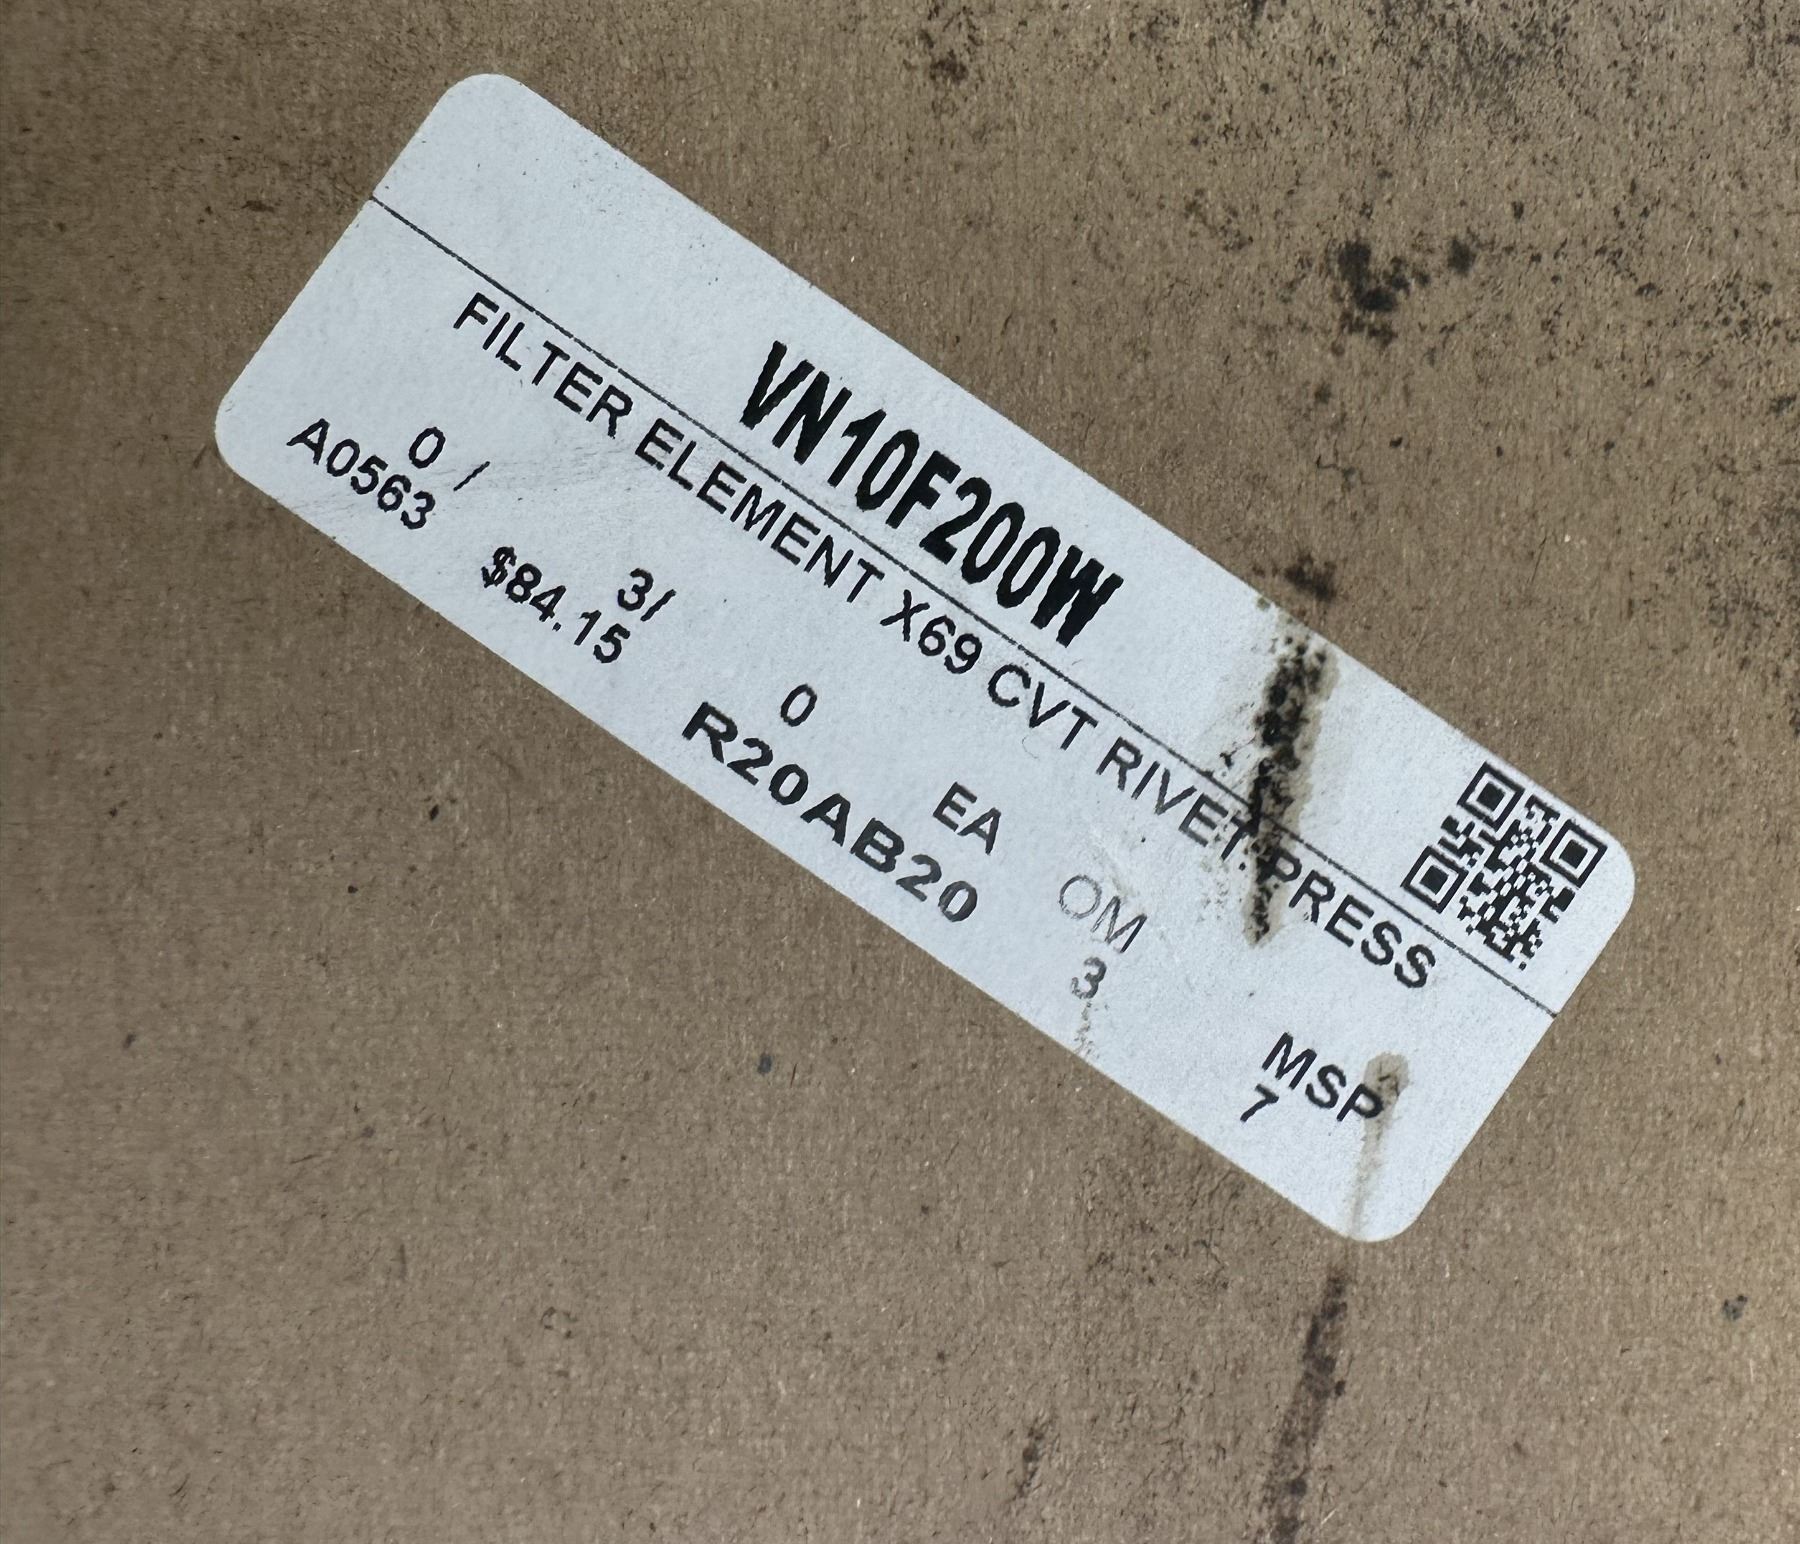 VN10F200W
FILTER ELEMENT X69 CVT RIVET PRESS
0 / 3/ 0 EA OM MSP
A0563 $84.15 R20AB20 3 7